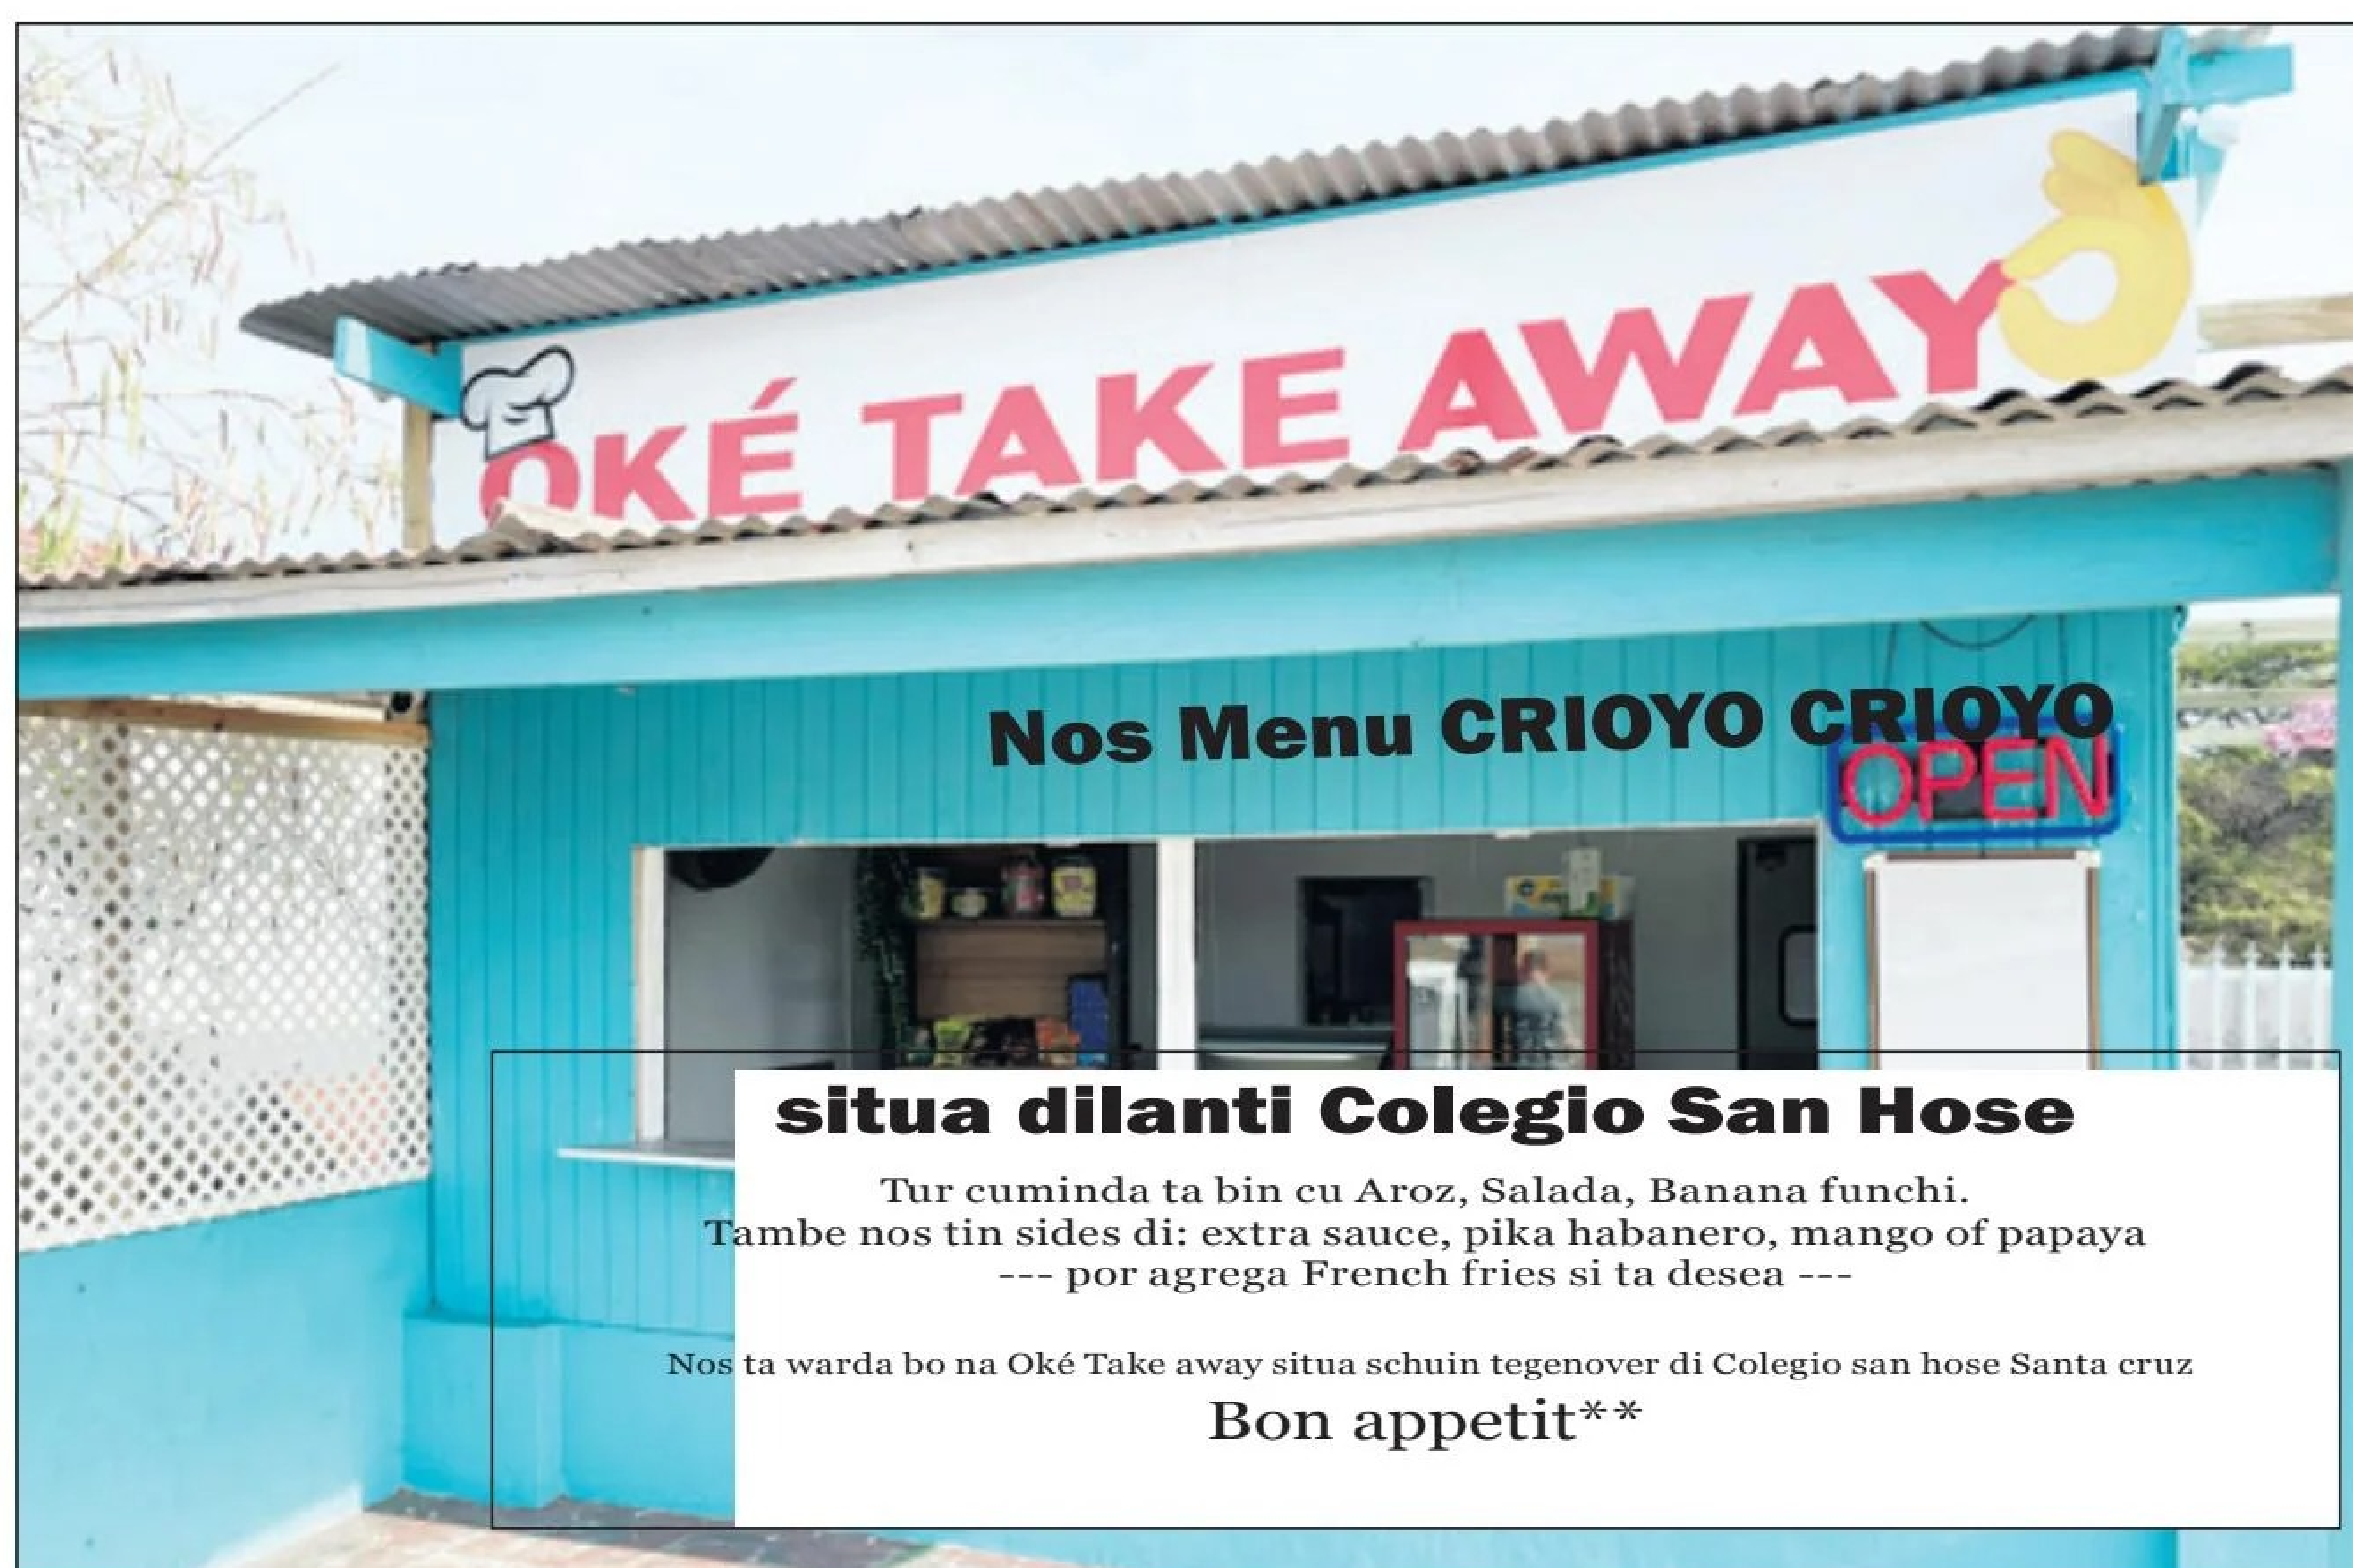 OKÉ TAKE AWAY
Nos Menu CRIOYO CRIOYO
OPEN
situa dilanti Colegio San Hose
Tur cuminda ta bin cu Aroz, Salada, Banana funchi.
Tambe nos tin sides di: extra sauce, pika habanero, mango of papaya
--- por agrega French fries si ta desea ---
Nos ta warda bo na Oké Take away situa schuin tegenover di Colegio san hose Santa cruz
Bon appetit**